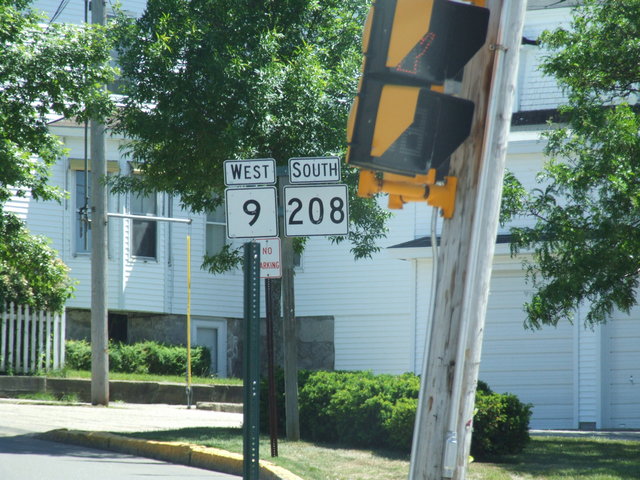 WEST
SOUTH
9
208
NO
PARKING